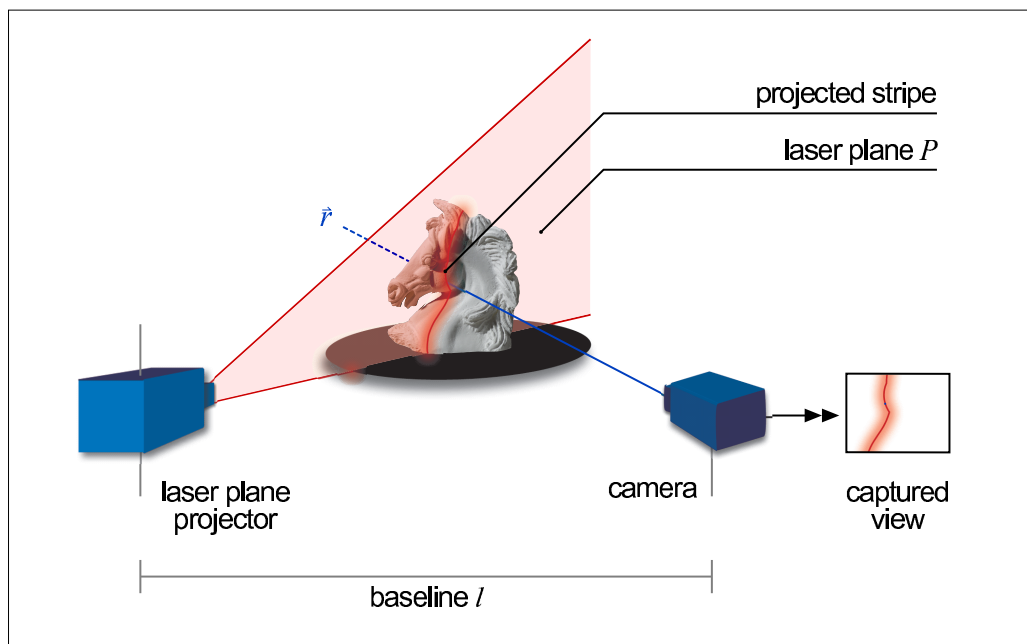 projected stripe
laser plane P
r⃗
laser plane
projector
camera
captured
view
baseline l